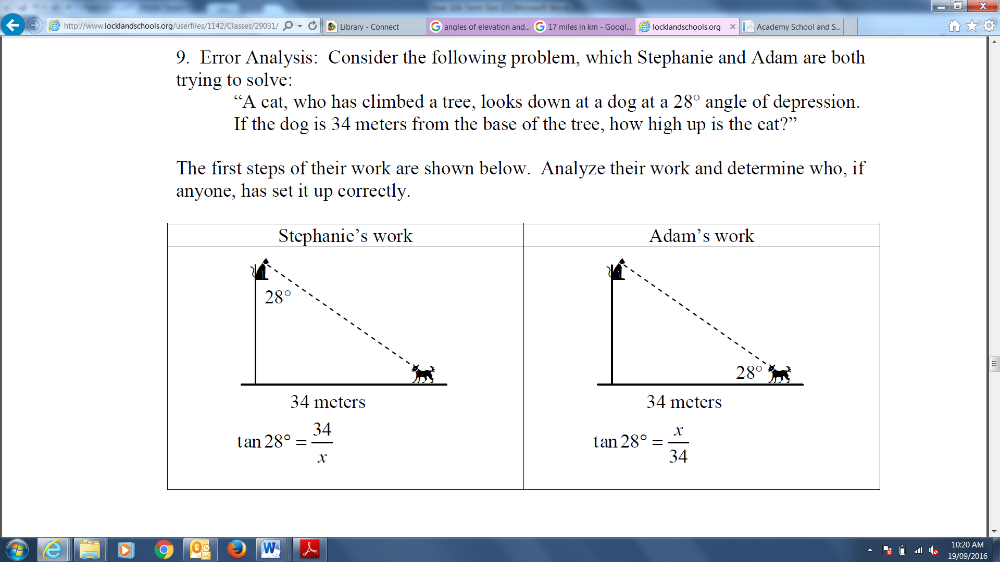 http://www.locklandschools.org/userfiles/1142/Classes/29031/
Library - Connect
angles of elevation and...
17 miles in km - Googl...
locklandschools.org
Academy School and S...
9. Error Analysis: Consider the following problem, which Stephanie and Adam are both
trying to solve:
“A cat, who has climbed a tree, looks down at a dog at a 28° angle of depression.
If the dog is 34 meters from the base of the tree, how high up is the cat?”
The first steps of their work are shown below. Analyze their work and determine who, if
anyone, has set it up correctly.
Stephanie’s work
28°
34 meters
tan 28° = 34/x
Adam’s work
28°
34 meters
tan 28° = x/34
10:20 AM
19/09/2016